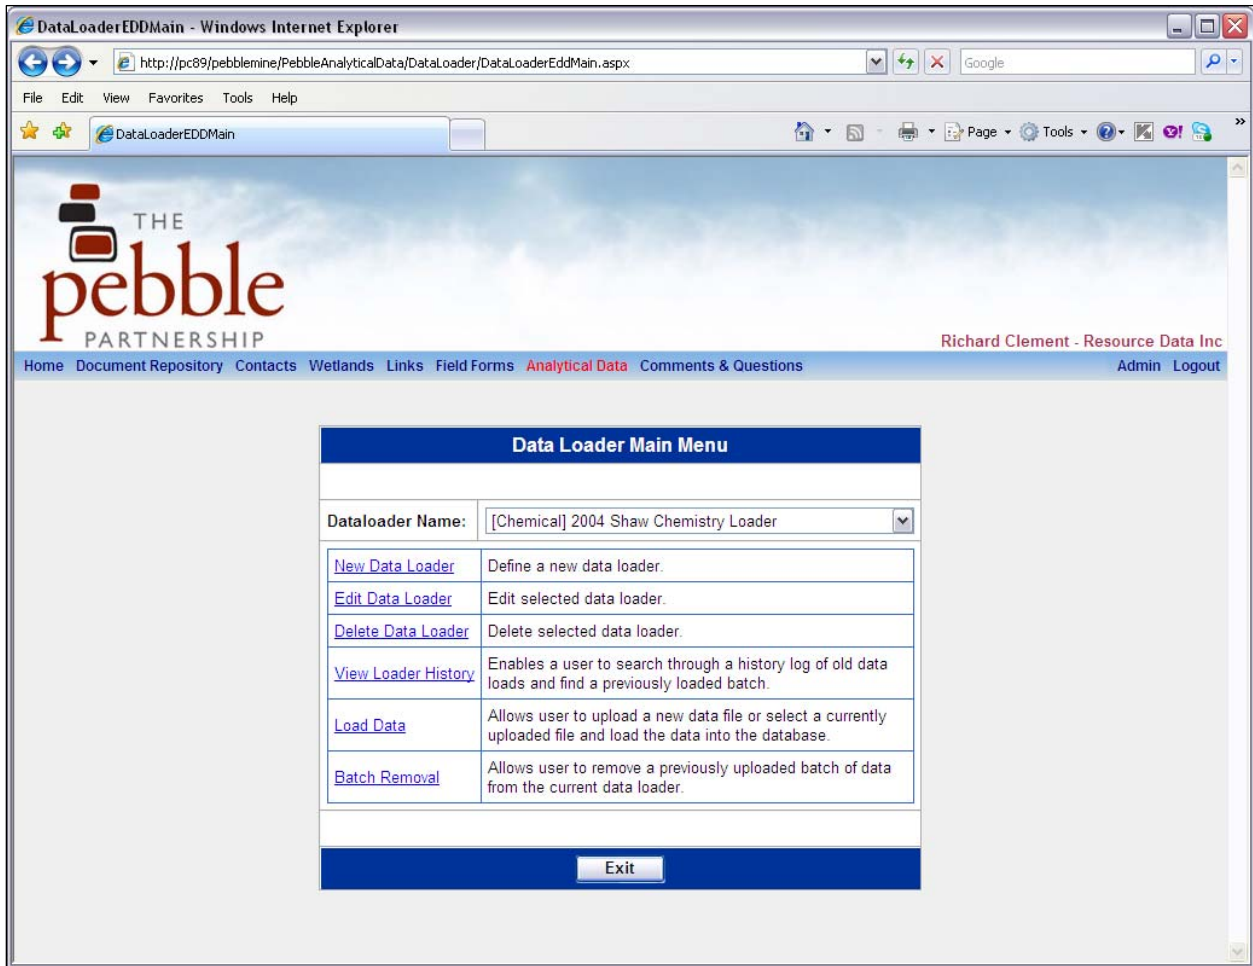 DataLoaderEDDMain - Windows Internet Explorer
http://pc89/pebblemine/PebbleAnalyticalData/DataLoader/DataLoaderEddMain.aspx
Google
File Edit View Favorites Tools Help
DataLoaderEDDMain
Page Tools
THE
pebble
PARTNERSHIP
Richard Clement - Resource Data Inc
Home Document Repository Contacts Wetlands Links Field Forms Analytical Data Comments & Questions Admin Logout
Data Loader Main Menu
Dataloader Name: [Chemical] 2004 Shaw Chemistry Loader
New Data Loader Define a new data loader.
Edit Data Loader Edit selected data loader.
Delete Data Loader Delete selected data loader.
View Loader History Enables a user to search through a history log of old data
loads and find a previously loaded batch.
Load Data Allows user to upload a new data file or select a currently
uploaded file and load the data into the database.
Batch Removal Allows user to remove a previously uploaded batch of data
from the current data loader.
Exit